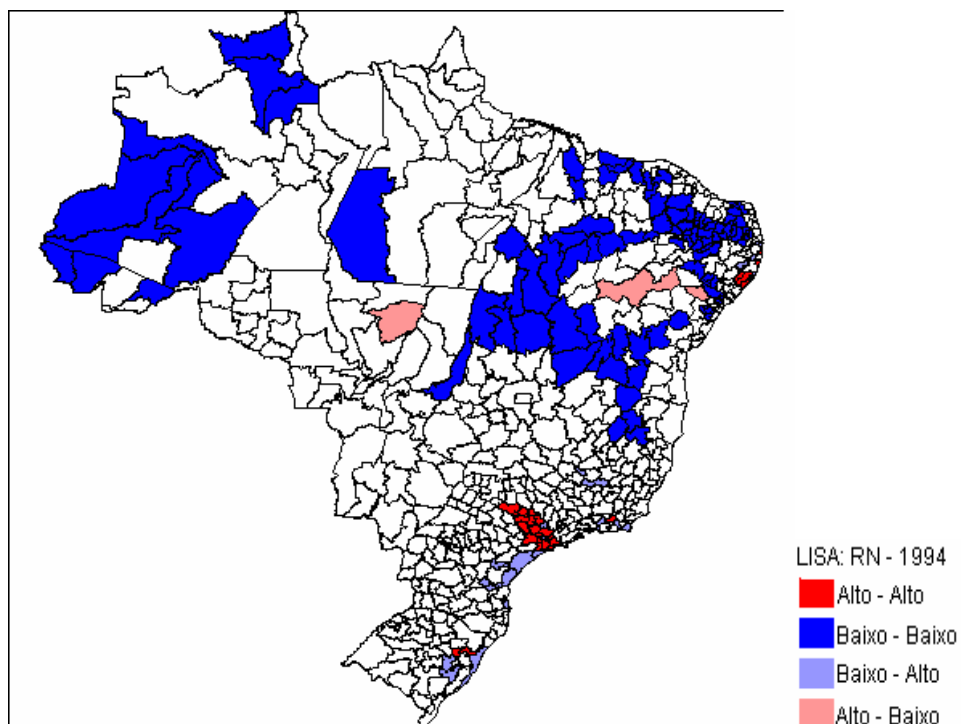 LISA: RN - 1994
Alto - Alto
Baixo - Baixo
Baixo - Alto
Alto - Baixo